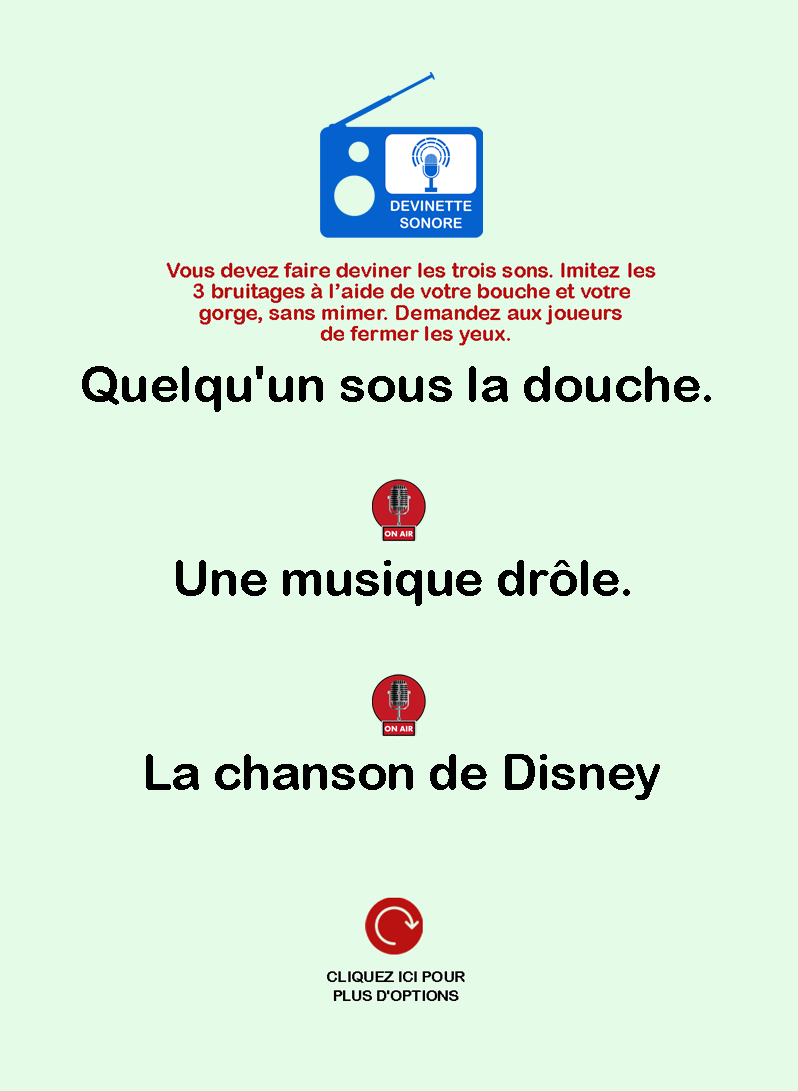 DEVINETTE
SONORE
Vous devez faire deviner les trois sons. Imitez les
3 bruitages à l’aide de votre bouche et votre
gorge, sans mimer. Demandez aux joueurs
de fermer les yeux.
Quelqu'un sous la douche.
ON AIR
Une musique drôle.
ON AIR
La chanson de Disney
CLIQUEZ ICI POUR
PLUS D'OPTIONS